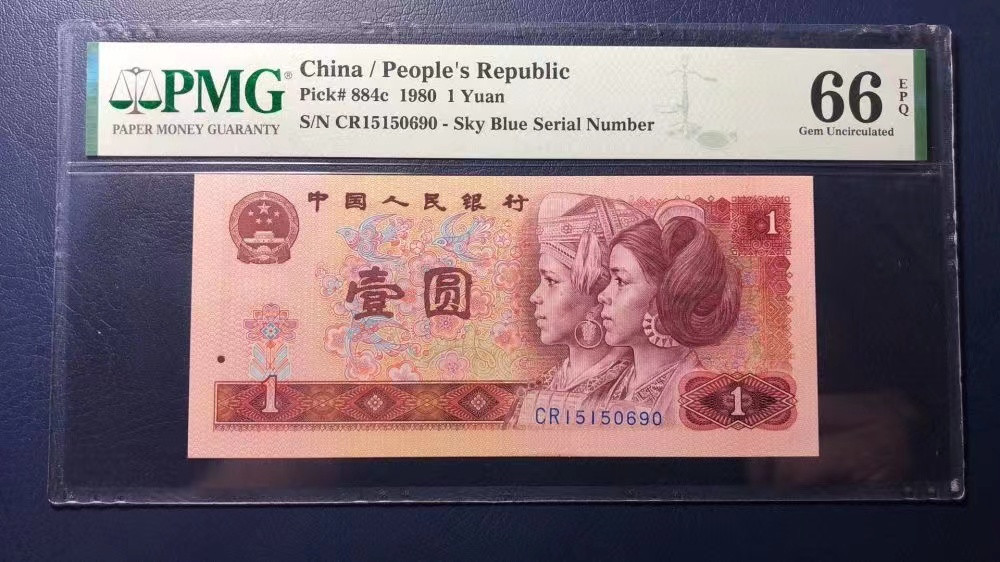 PMG®
PAPER MONEY GUARANTY
China / People's Republic
Pick# 884c 1980 1 Yuan
S/N CR15150690 - Sky Blue Serial Number
66
EPQ
Gem Uncirculated
中国人民银行
1
壹圆
1
CR15150690
1